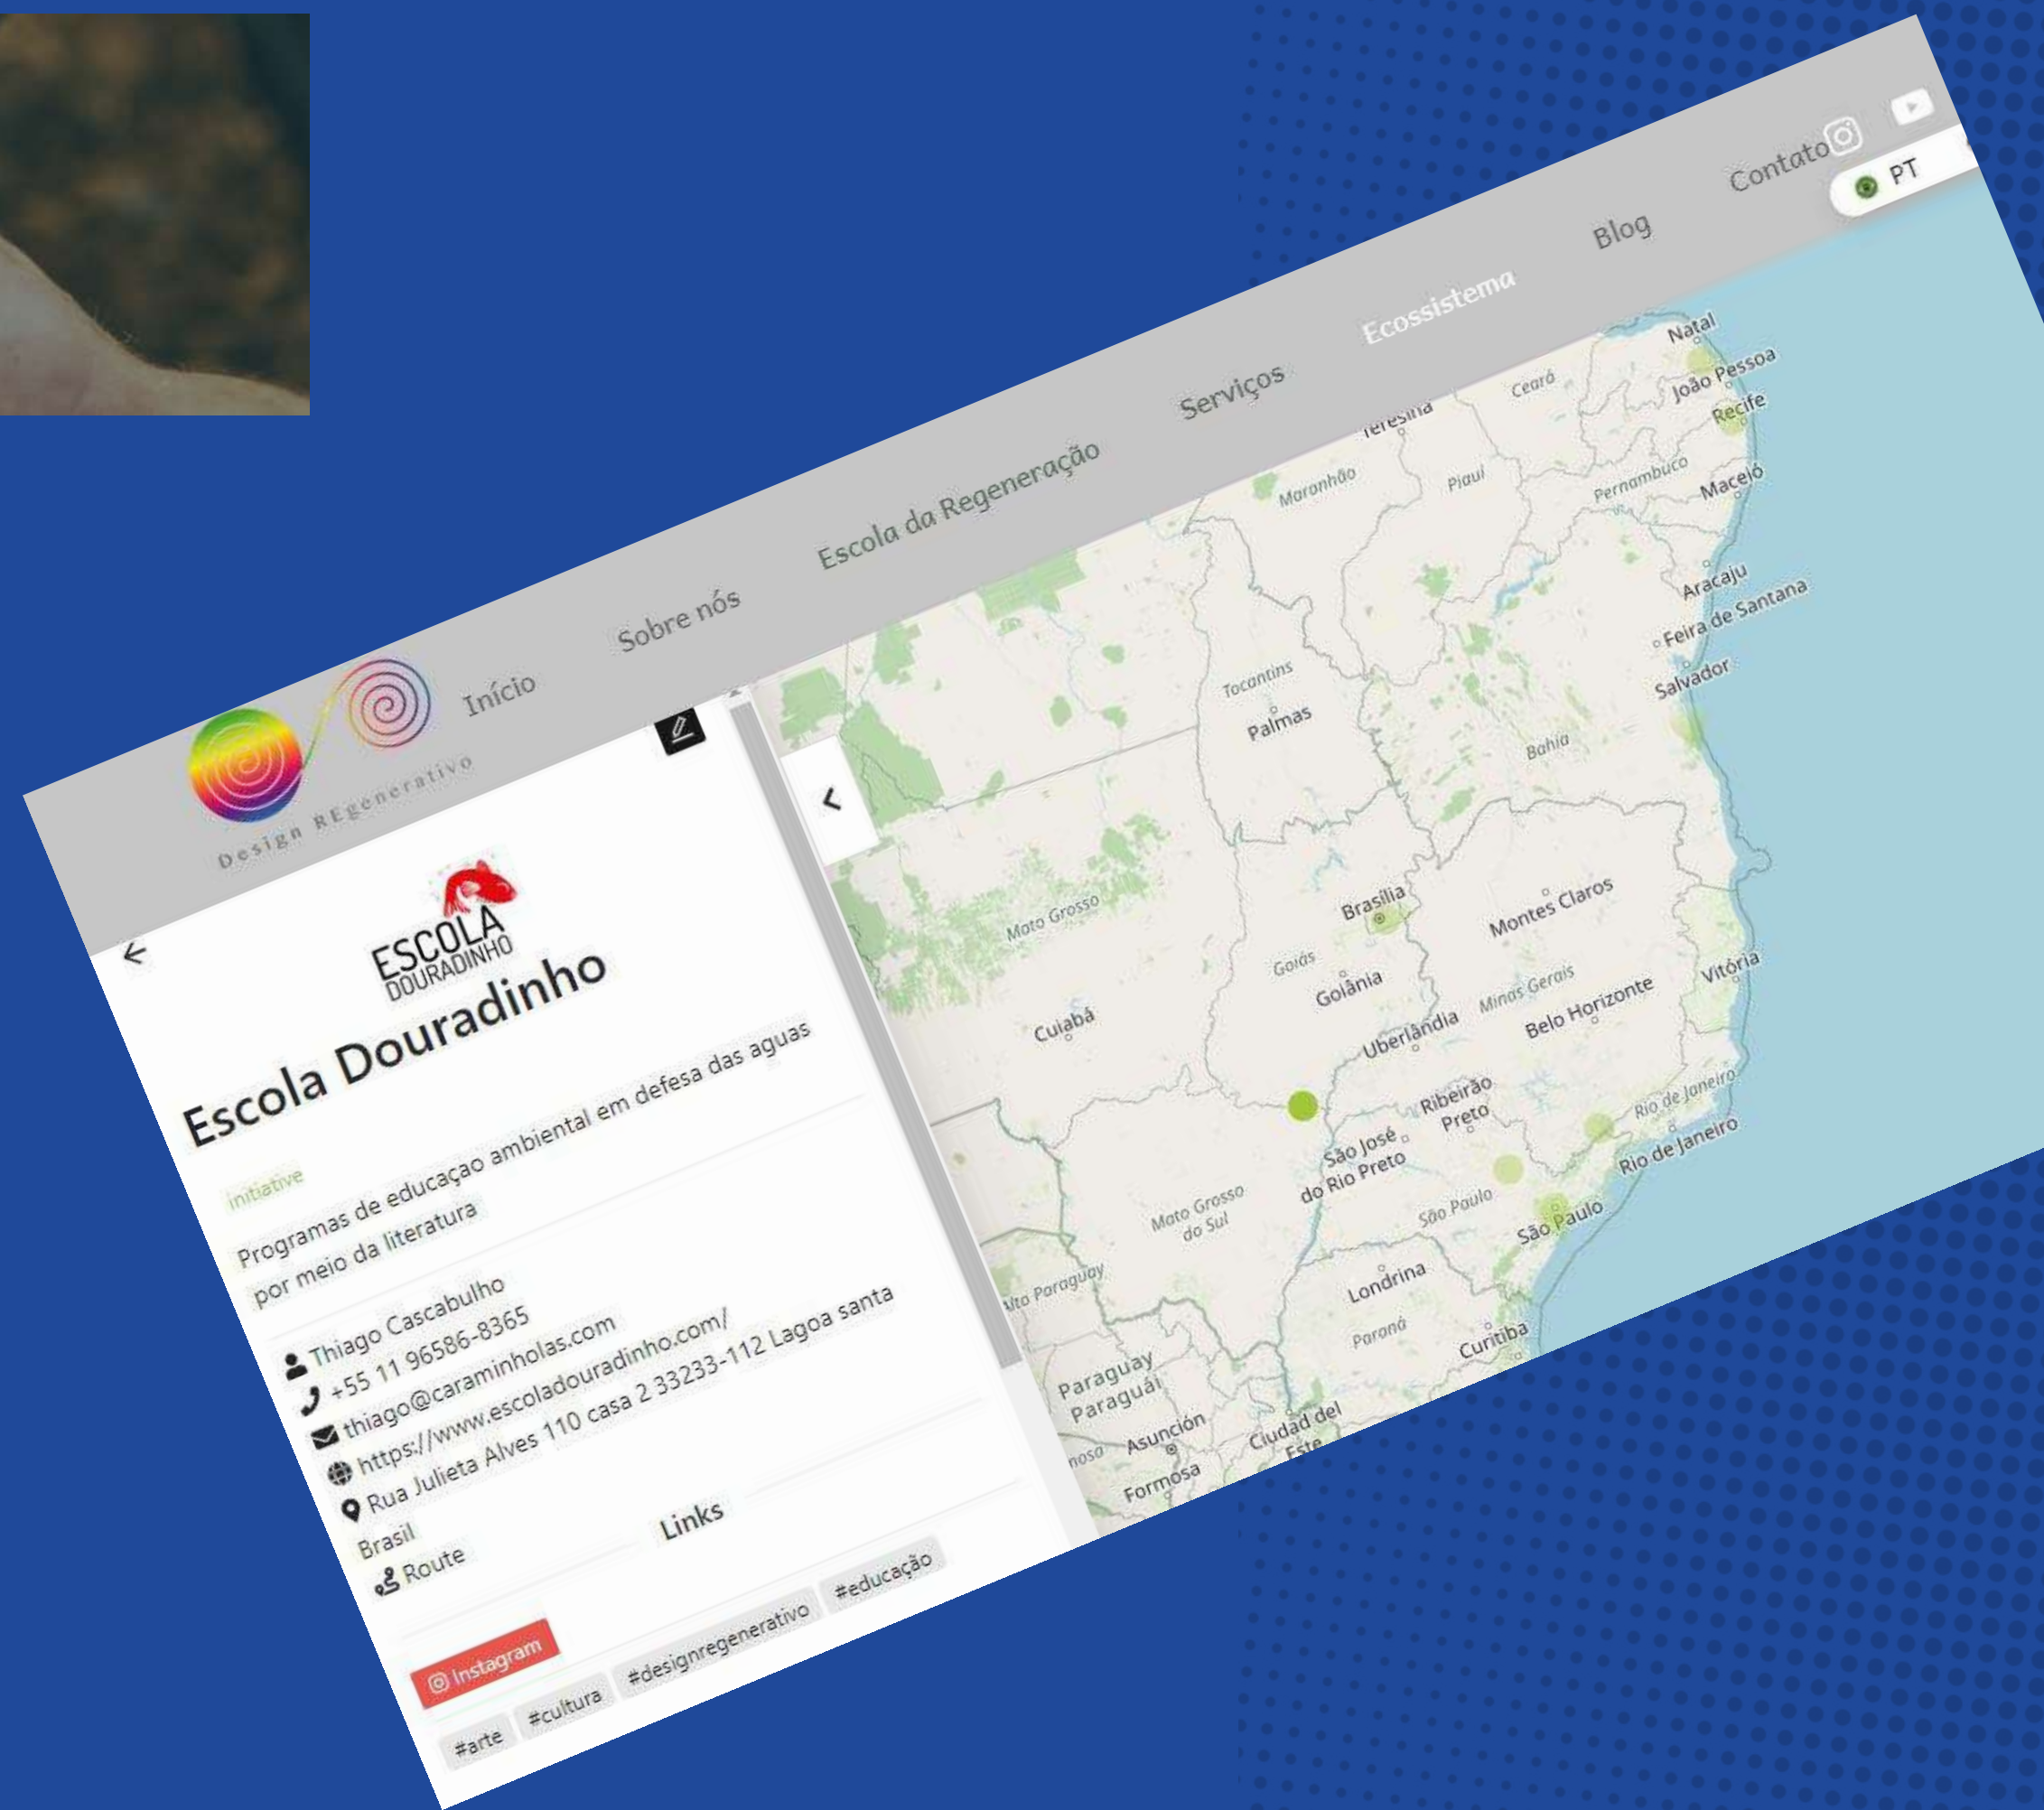 Início
Sobre nós
Escola da Regeneração
Serviços
Ecossistema
Blog
Contato
PT
Design REgenerativo
ESCOLA
DOURADINHO
Escola Douradinho
initiative
Programas de educaçao ambiental em defesa das aguas
por meio da literatura
Thiago Cascabulho
+55 11 96586-8365
thiago@caraminholas.com
https://www.escoladouradinho.com/
Rua Julieta Alves 110 casa 2 33233-112 Lagoa santa
Brasil
Route
Links
Instagram
#arte
#cultura
#designregenerativo
#educação
Natal
João Pessoa
Recife
Ceará
Teresina
Maranhão
Piauí
Pernambuco
Maceió
Aracaju
Feira de Santana
Salvador
Tocantins
Palmas
Bahia
Mato Grosso
Brasília
Montes Claros
Goiás
Goiânia
Minas Gerais
Vitória
Cuiabá
Uberlândia
Belo Horizonte
Ribeirão
Preto
Rio de Janeiro
Rio de Janeiro
São José
do Rio Preto
Mato Grosso
do Sul
São Paulo
São Paulo
Alto Paraguay
Londrina
Paraná
Curitiba
Paraguay
Paraguái
Asunción
Ciudad del
Este
Formosa